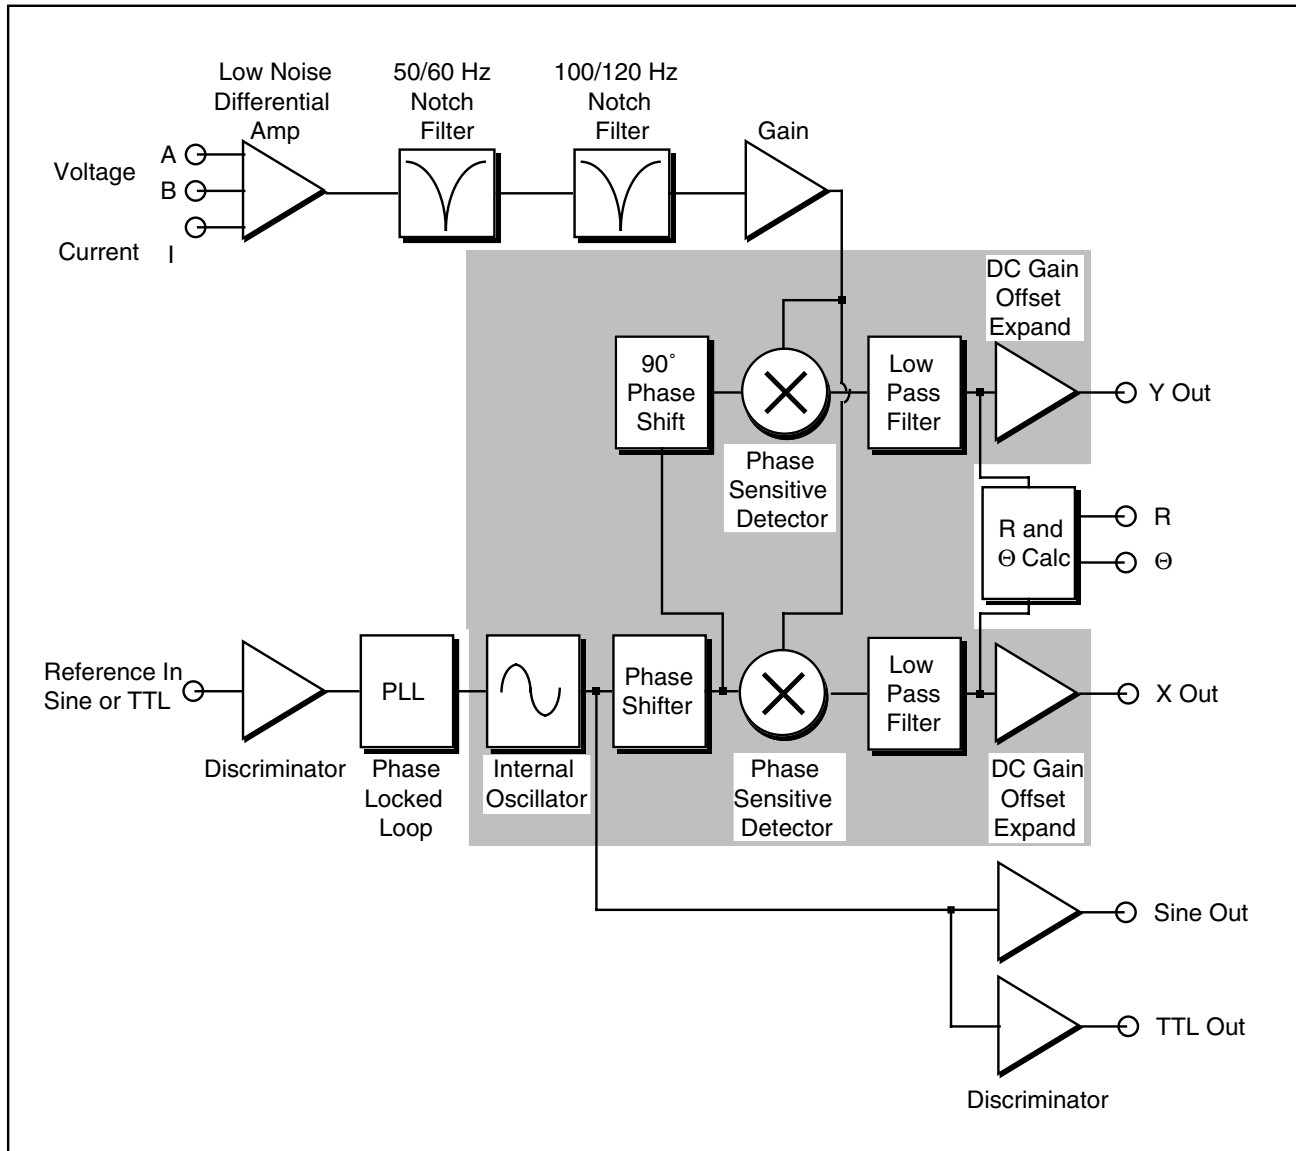 Low Noise
Differential
Amp
50/60 Hz
Notch
Filter
100/120 Hz
Notch
Filter
Gain
Voltage
A
B
Current
I
DC Gain
Offset
Expand
90˚
Phase
Shift
Low
Pass
Filter
Y Out
Phase
Sensitive
Detector
R and
Θ Calc
R
Θ
Reference In
Sine or TTL
PLL
Phase
Shifter
Low
Pass
Filter
X Out
Discriminator
Phase
Locked
Loop
Internal
Oscillator
Phase
Sensitive
Detector
DC Gain
Offset
Expand
Sine Out
TTL Out
Discriminator